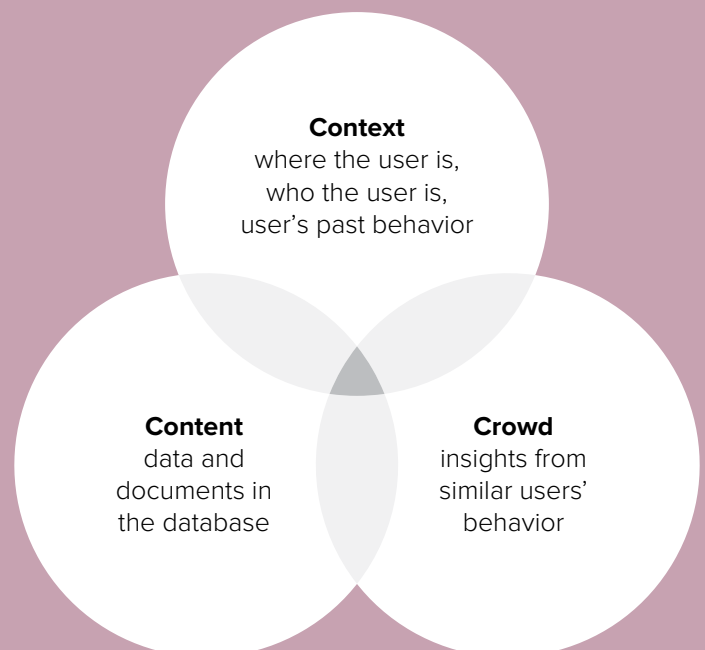 Context
where the user is,
who the user is,
user’s past behavior
Content
data and
documents in
the database
Crowd
insights from
similar users’
behavior